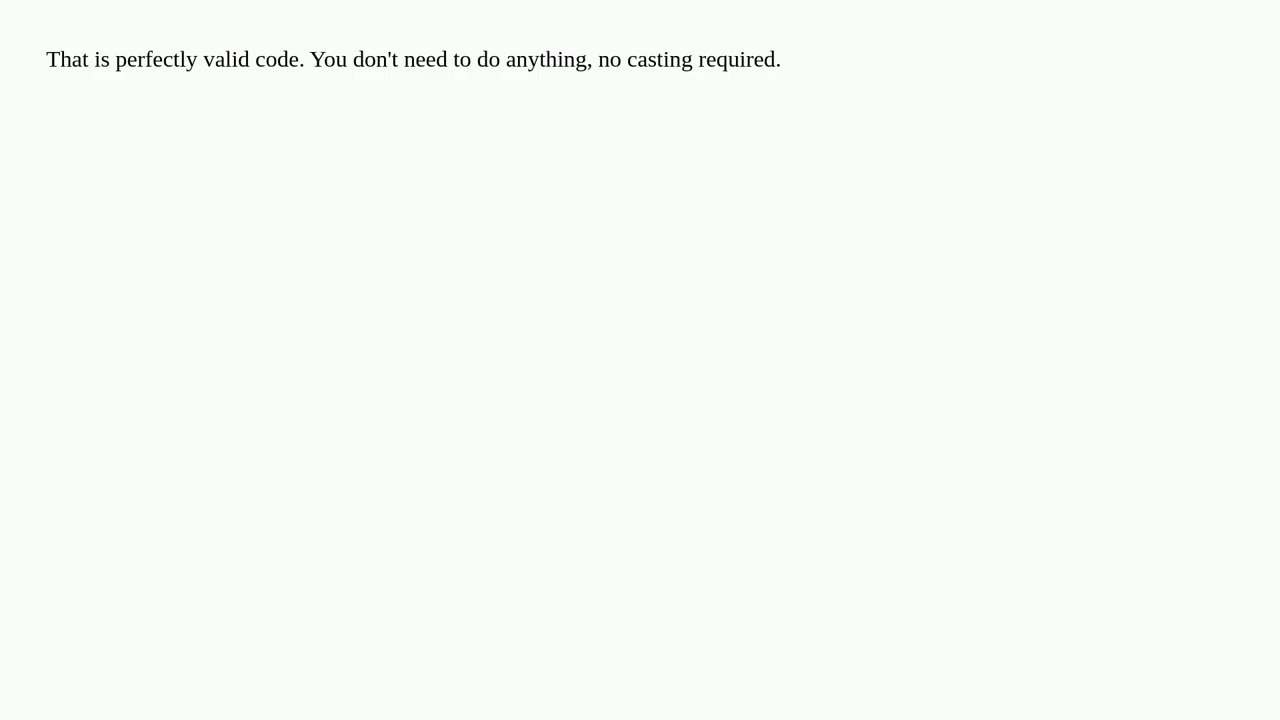 That is perfectly valid code. You don't need to do anything, no casting required.